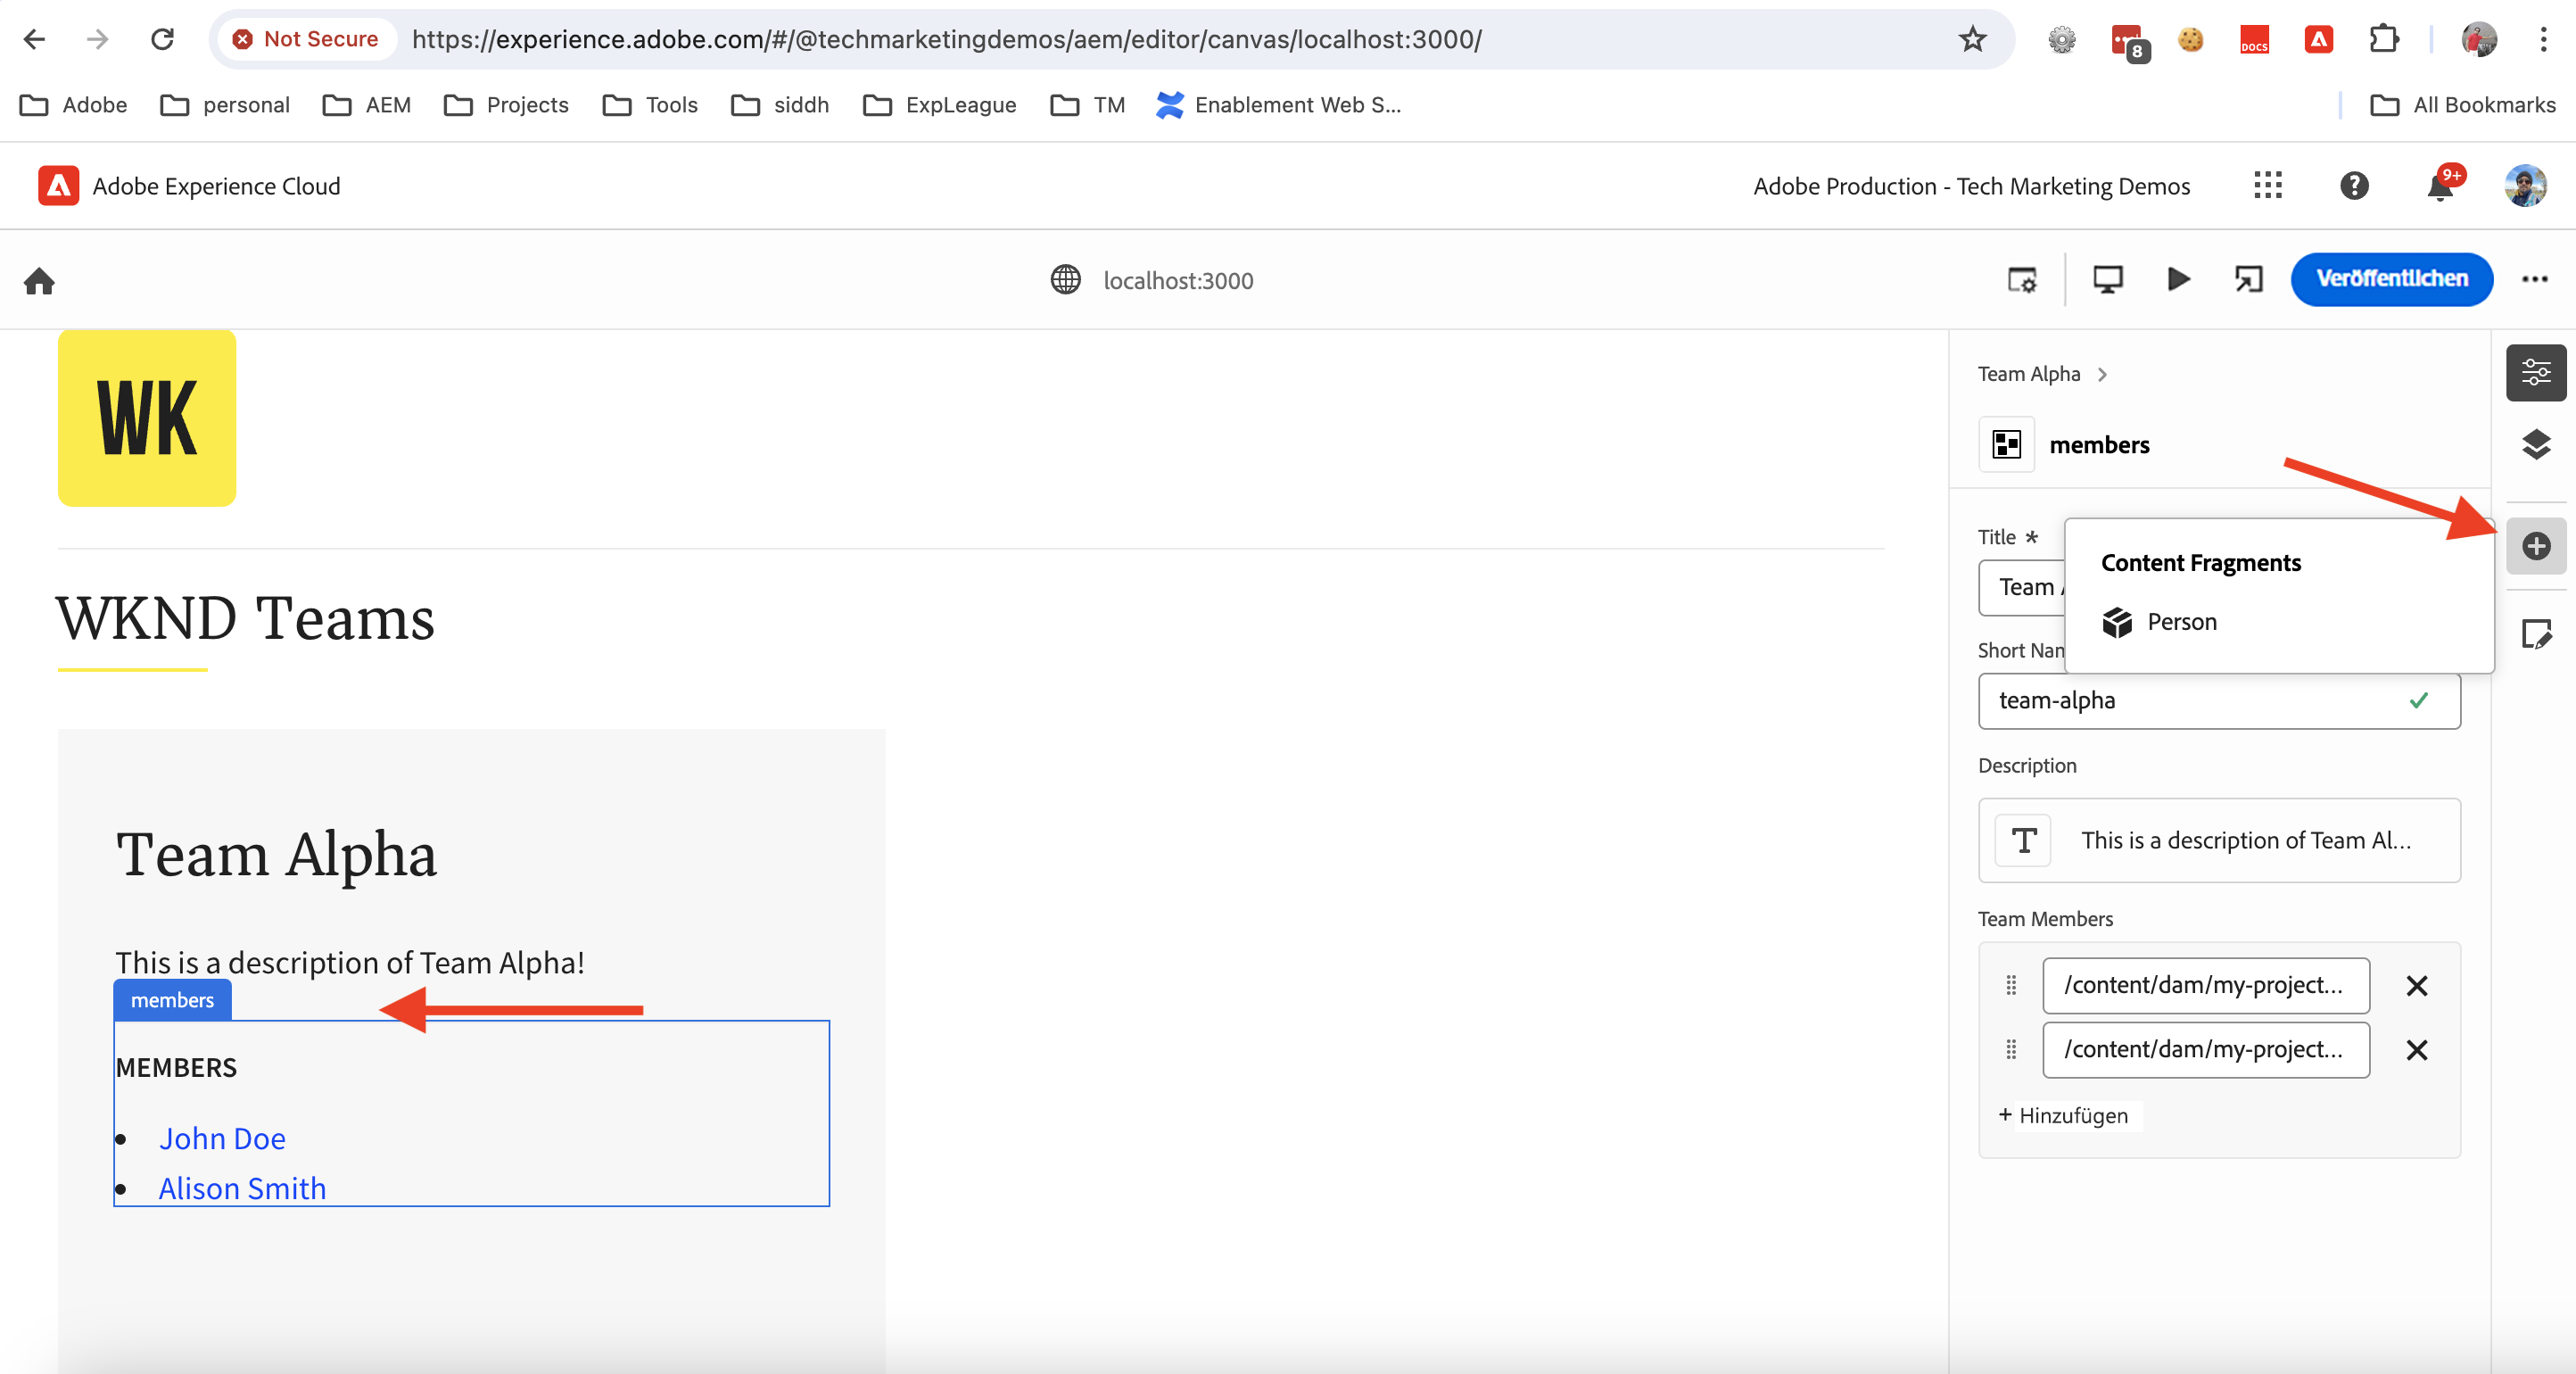 Not Secure https://experience.adobe.com/#/@techmarketingdemos/aem/editor/canvas/localhost:3000/
8
DOCS
Adobe personal AEM Projects Tools siddh ExpLeague TM Enablement Web S... All Bookmarks
Adobe Experience Cloud Adobe Production - Tech Marketing Demos 9+
localhost:3000 Veröffentlichen
WK
WKND Teams
Team Alpha
This is a description of Team Alpha!
members
MEMBERS
John Doe
Alison Smith
Team Alpha
members
Title *
Team
Content Fragments
Person
Short Nam
team-alpha
Description
This is a description of Team Al...
Team Members
/content/dam/my-project...
/content/dam/my-project...
+ Hinzufügen